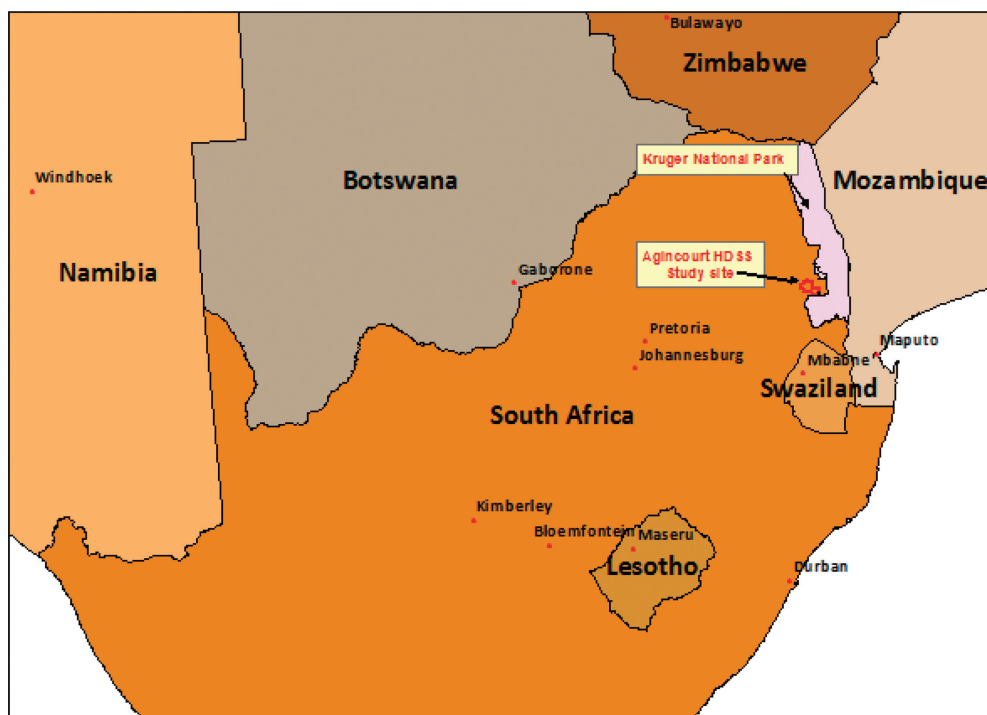 Bulawayo
Zimbabwe
Kruger National Park
Windhoek
Botswana
Mozambique
Namibia
Agincourt HDSS
Study site
Gaborone
Pretoria
Johannesburg
Maputo
Mbabne
Swaziland
South Africa
Kimberley
Bloemfontein
Maseru
Lesotho
Durban